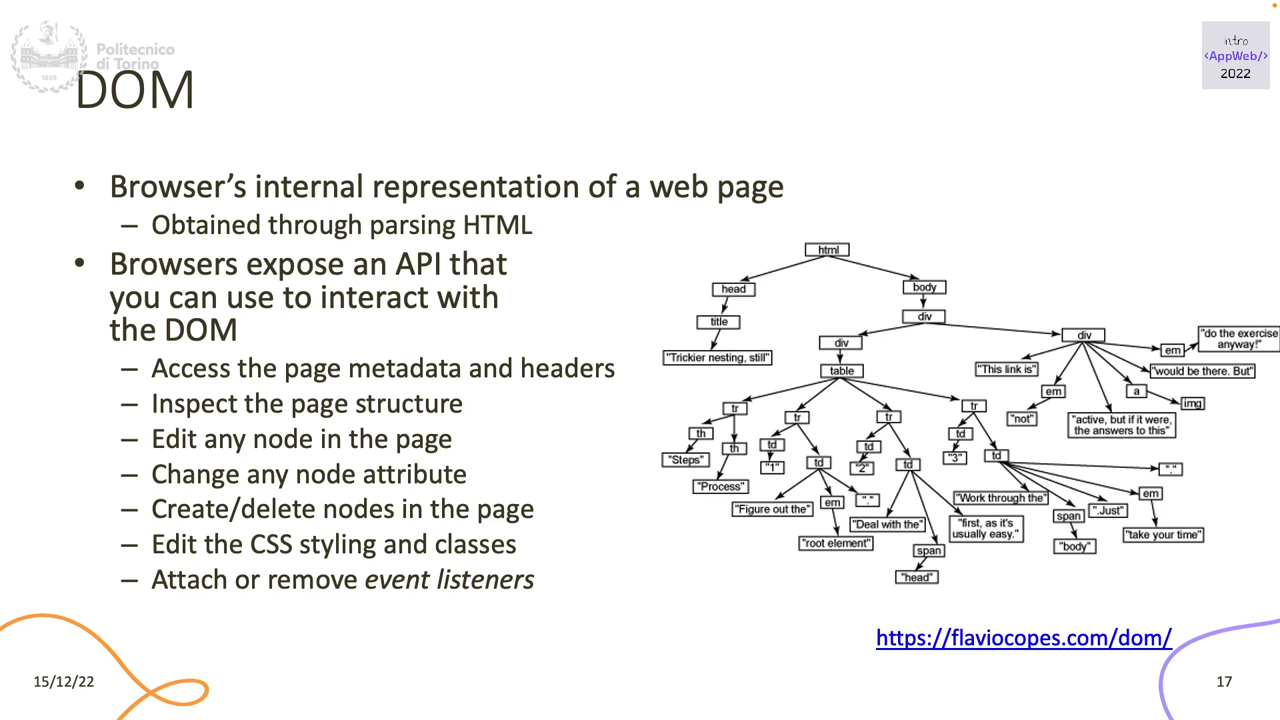 Politecnico
di Torino
1859
intro
<AppWeb/>
2022
DOM
• Browser’s internal representation of a web page
– Obtained through parsing HTML
• Browsers expose an API that
you can use to interact with
the DOM
– Access the page metadata and headers
– Inspect the page structure
– Edit any node in the page
– Change any node attribute
– Create/delete nodes in the page
– Edit the CSS styling and classes
– Attach or remove event listeners
html
head
body
title
div
"Trickier nesting, still"
div
div
table
"This link is"
em
"do the exercise
anyway!"
"would be there. But"
em
a
img
"not"
"active, but if it were,
the answers to this"
tr
tr
tr
tr
th
th
"Steps"
"Process"
td
"1"
td
"Figure out the"
em
"."
"root element"
td
"2"
td
"Deal with the"
span
"first, as it's
usually easy."
"head"
td
"3"
td
"Work through the"
span
".Just"
em
"."
"body"
"take your time"
https://flaviocopes.com/dom/
15/12/22
17